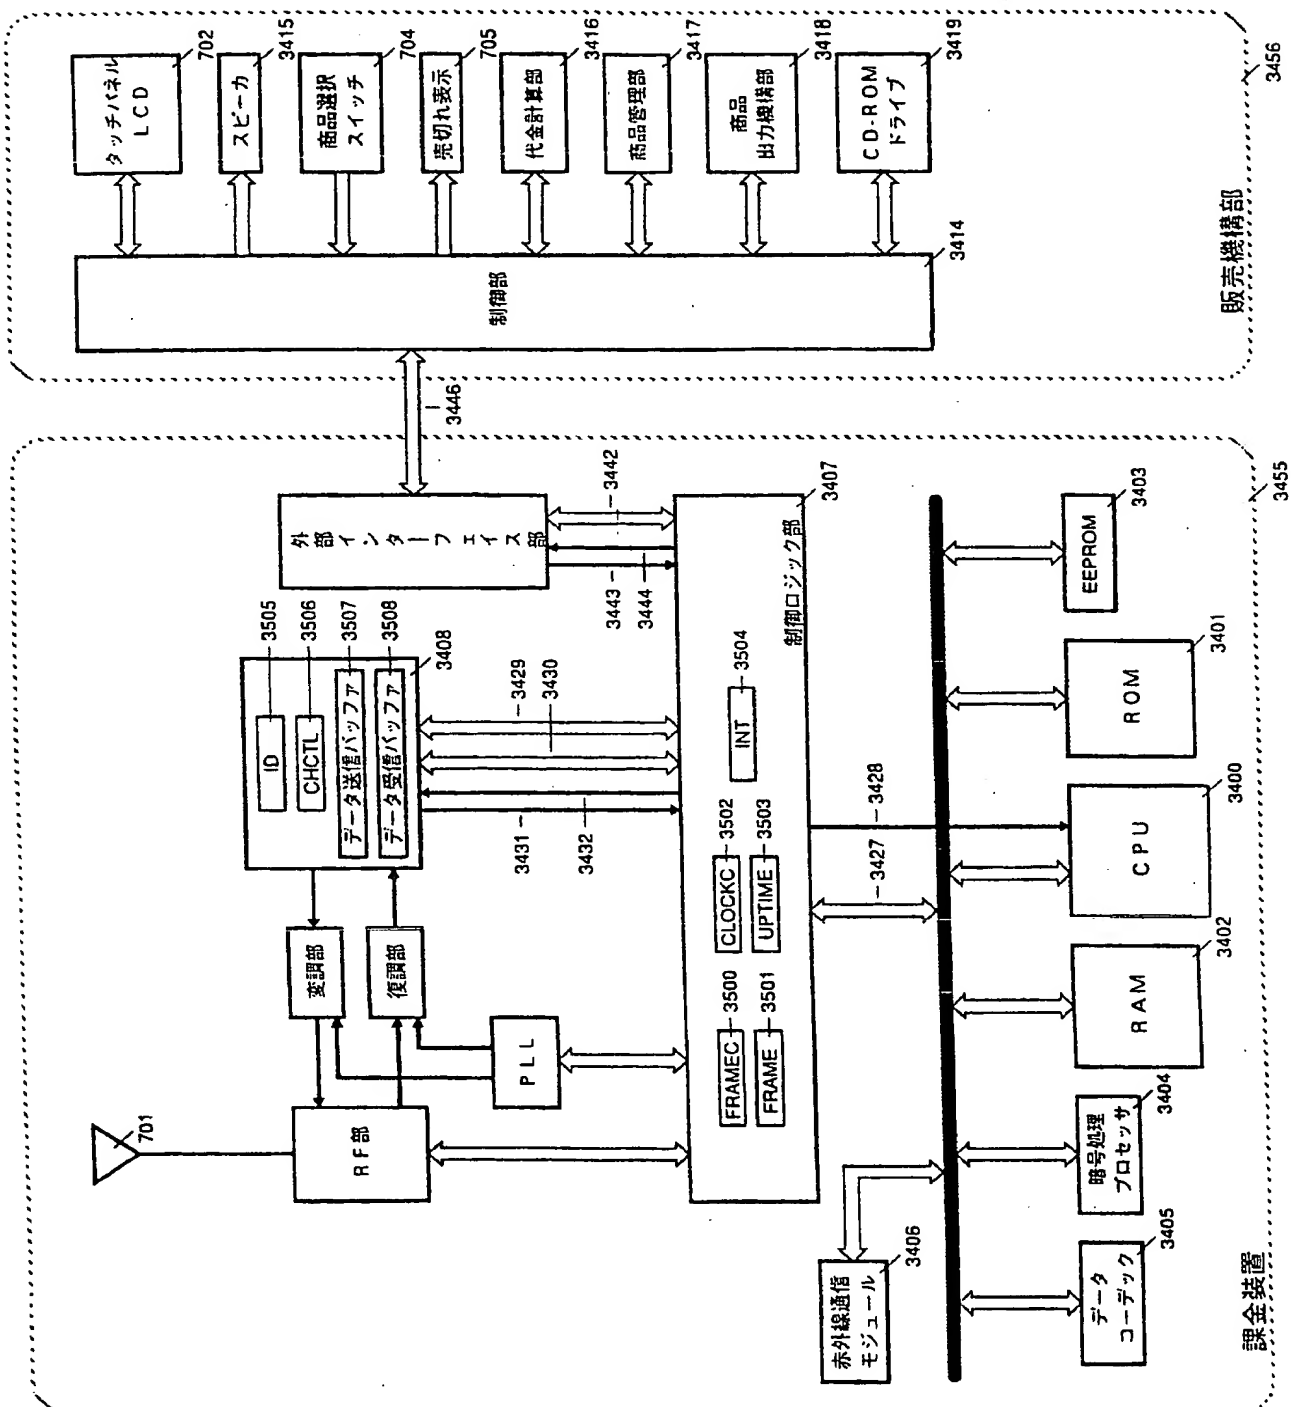 タッチパネル
LCD
702
スピーカ
3415
商品選択
スイッチ
704
売切れ表示
705
代金計算部
3416
商品管理部
3417
商品
出力機構部
3418
CD-ROM
ドライブ
3419
制御部
3414
販売機構部
3456
3446
外部インターフェイス部
3442
3443
3444
ID
3505
CHCTL
3506
データ送信バッファ
3507
データ受信バッファ
3508
3408
3429
3430
3431
3432
変調部
復調部
PLL
701
RF部
制御ロジック部
3407
FRAMEC
3500
FRAME
3501
CLOCKC
3502
UPTIME
3503
INT
3504
3427
3428
赤外線通信
モジュール
3406
データ
コーデック
3405
暗号処理
プロセッサ
3404
RAM
3402
CPU
3400
ROM
3401
EEPROM
3403
課金装置
3455